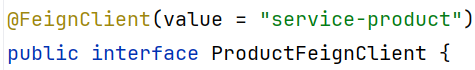 @FeignClient(value = "service-product")
public interface ProductFeignClient {